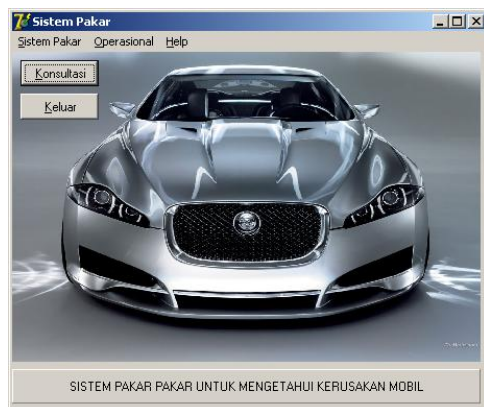 Sistem Pakar
Sistem Pakar Operasional Help
Konsultasi
Keluar
SISTEM PAKAR PAKAR UNTUK MENGETAHUI KERUSAKAN MOBIL